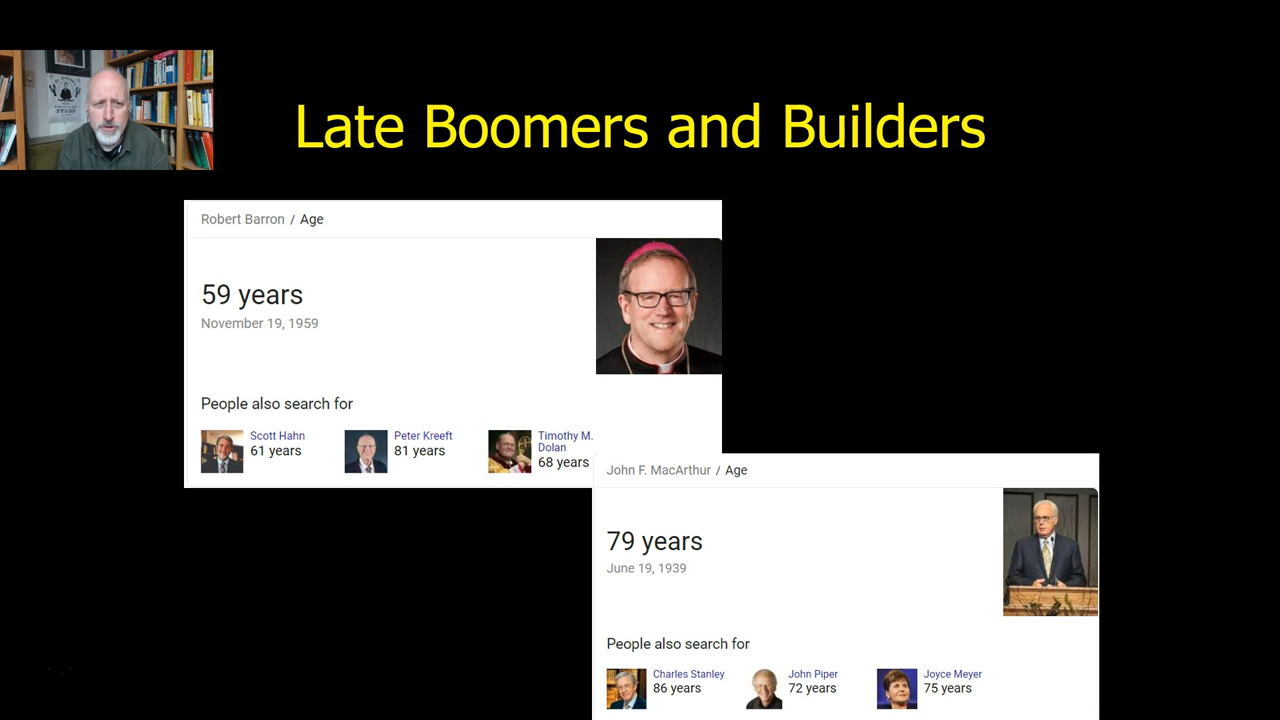 Late Boomers and Builders
Robert Barron / Age
59 years
November 19, 1959
People also search for
Scott Hahn
61 years
Peter Kreeft
81 years
Timothy M.
Dolan
68 years
John F. MacArthur / Age
79 years
June 19, 1939
People also search for
Charles Stanley
86 years
John Piper
72 years
Joyce Meyer
75 years